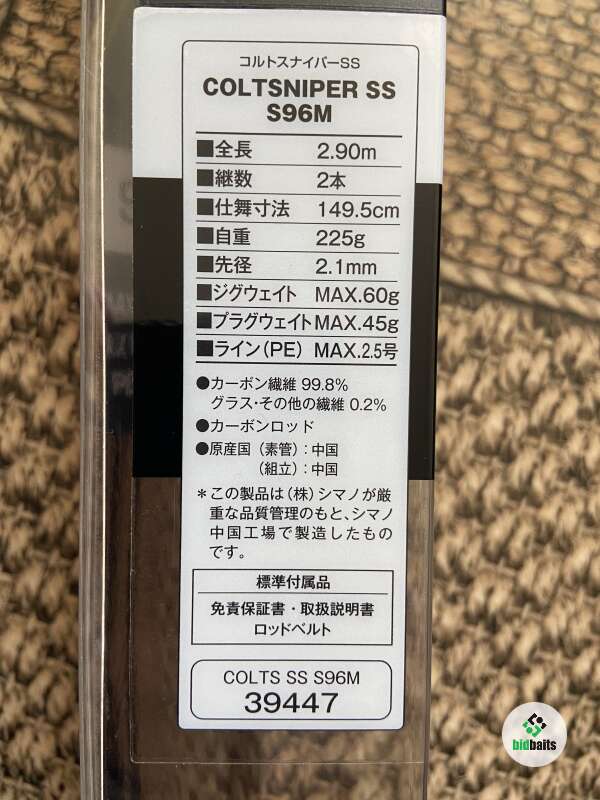 コルトスナイパーSS
COLTSNIPER SS
S96M
■全長 2.90m
■継数 2本
■仕舞寸法 149.5cm
■自重 225g
■先径 2.1mm
■ジグウェイト MAX.60g
■プラグウェイト MAX.45g
■ライン(PE) MAX.2.5号
●カーボン繊維 99.8%
グラス・その他の繊維 0.2%
●カーボンロッド
●原産国 (素管):中国
(組立):中国
＊この製品は(株)シマノが厳
重な品質管理のもと、シマノ
中国工場で製造したもの
です。
標準付属品
免責保証書・取扱説明書
ロッドベルト
COLTS SS S96M
39447
bidbaits